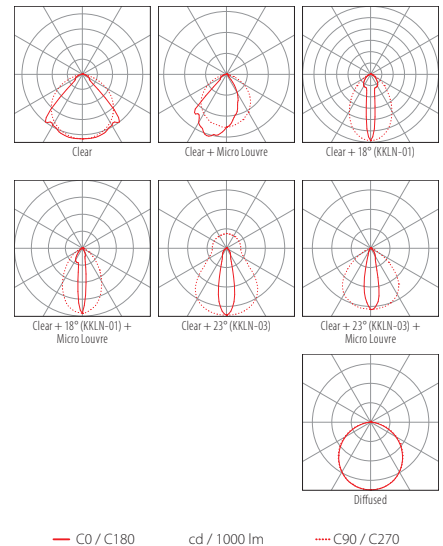 Clear
Clear + Micro Louvre
Clear + 18° (KKLN-01)
Clear + 18° (KKLN-01) +
Micro Louvre
Clear + 23° (KKLN-03)
Clear + 23° (KKLN-03) +
Micro Louvre
Diffused
C0 / C180
cd / 1000 lm
C90 / C270